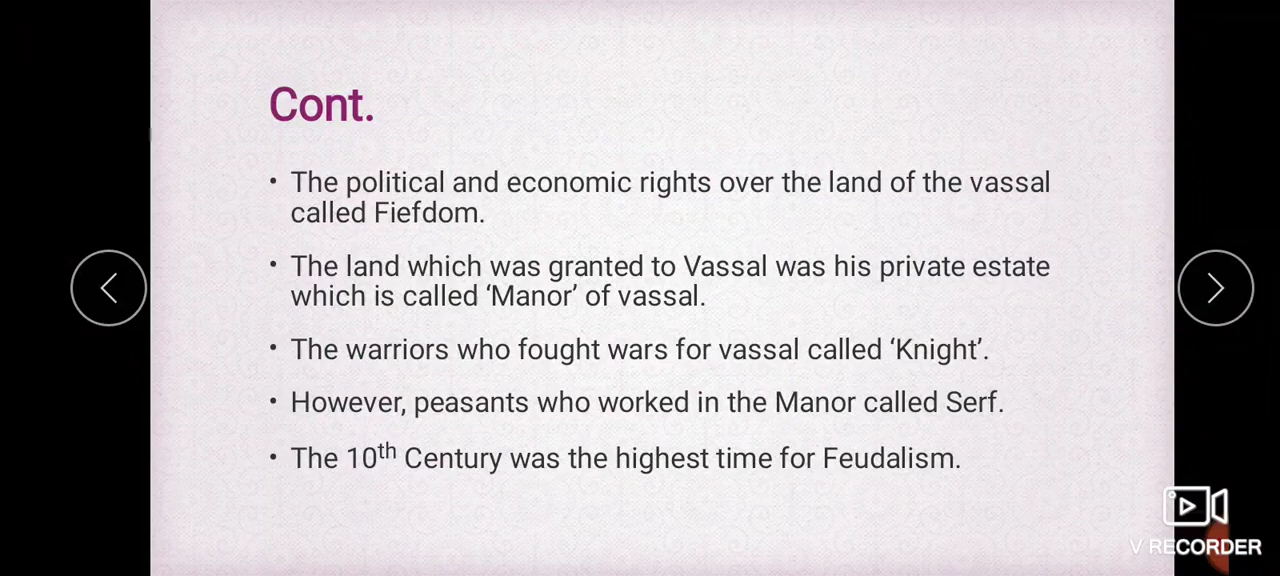 Cont.
• The political and economic rights over the land of the vassal
called Fiefdom.
• The land which was granted to Vassal was his private estate
which is called ‘Manor’ of vassal.
• The warriors who fought wars for vassal called ‘Knight’.
• However, peasants who worked in the Manor called Serf.
• The 10th Century was the highest time for Feudalism.
V RECORDER